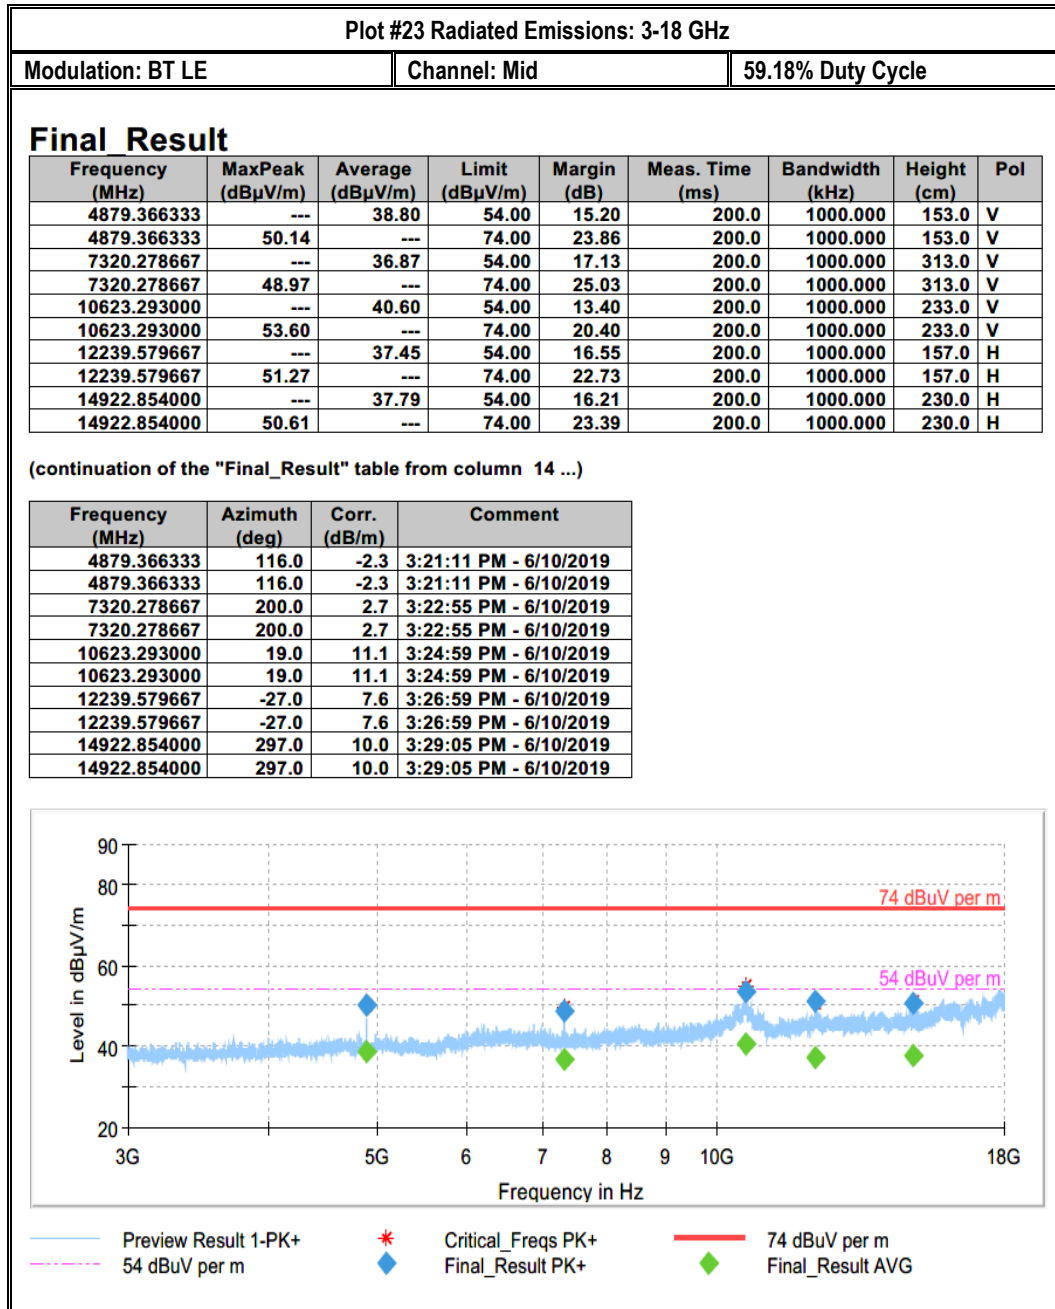 Plot #23 Radiated Emissions: 3-18 GHz
Modulation: BT LE Channel: Mid 59.18% Duty Cycle
Final_Result
Frequency (MHz) MaxPeak (dBµV/m) Average (dBµV/m) Limit (dBµV/m) Margin (dB) Meas. Time (ms) Bandwidth (kHz) Height (cm) Pol
4879.366333 --- 38.80 54.00 15.20 200.0 1000.000 153.0 V
4879.366333 50.14 --- 74.00 23.86 200.0 1000.000 153.0 V
7320.278667 --- 36.87 54.00 17.13 200.0 1000.000 313.0 V
7320.278667 48.97 --- 74.00 25.03 200.0 1000.000 313.0 V
10623.293000 --- 40.60 54.00 13.40 200.0 1000.000 233.0 V
10623.293000 53.60 --- 74.00 20.40 200.0 1000.000 233.0 V
12239.579667 --- 37.45 54.00 16.55 200.0 1000.000 157.0 H
12239.579667 51.27 --- 74.00 22.73 200.0 1000.000 157.0 H
14922.854000 --- 37.79 54.00 16.21 200.0 1000.000 230.0 H
14922.854000 50.61 --- 74.00 23.39 200.0 1000.000 230.0 H
(continuation of the "Final_Result" table from column 14 ...)
Frequency (MHz) Azimuth (deg) Corr. (dB/m) Comment
4879.366333 116.0 -2.3 3:21:11 PM - 6/10/2019
4879.366333 116.0 -2.3 3:21:11 PM - 6/10/2019
7320.278667 200.0 2.7 3:22:55 PM - 6/10/2019
7320.278667 200.0 2.7 3:22:55 PM - 6/10/2019
10623.293000 19.0 11.1 3:24:59 PM - 6/10/2019
10623.293000 19.0 11.1 3:24:59 PM - 6/10/2019
12239.579667 -27.0 7.6 3:26:59 PM - 6/10/2019
12239.579667 -27.0 7.6 3:26:59 PM - 6/10/2019
14922.854000 297.0 10.0 3:29:05 PM - 6/10/2019
14922.854000 297.0 10.0 3:29:05 PM - 6/10/2019
90
80
74 dBuV per m
60
54 dBuV per m
40
20
Level in dBµV/m
3G 5G 6 7 8 9 10G 18G
Frequency in Hz
Preview Result 1-PK+ Critical_Freqs PK+ 74 dBuV per m
54 dBuV per m Final_Result PK+ Final_Result AVG